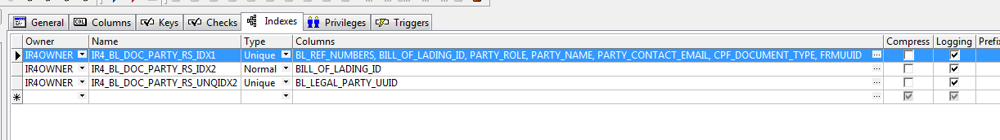 General Columns Keys Checks Indexes Privileges Triggers
Owner Name Type Columns Compress Logging Prefix
IR4OWNER IR4_BL_DOC_PARTY_RS_IDX1 Unique BL_REF_NUMBERS, BILL_OF_LADING_ID, PARTY_ROLE, PARTY_NAME, PARTY_CONTACT_EMAIL, CPF_DOCUMENT_TYPE, FRMUUID ...
IR4OWNER IR4_BL_DOC_PARTY_RS_IDX2 Normal BILL_OF_LADING_ID ...
IR4OWNER IR4_BL_DOC_PARTY_RS_UNQIDX2 Unique BL_LEGAL_PARTY_UUID ...
* ...